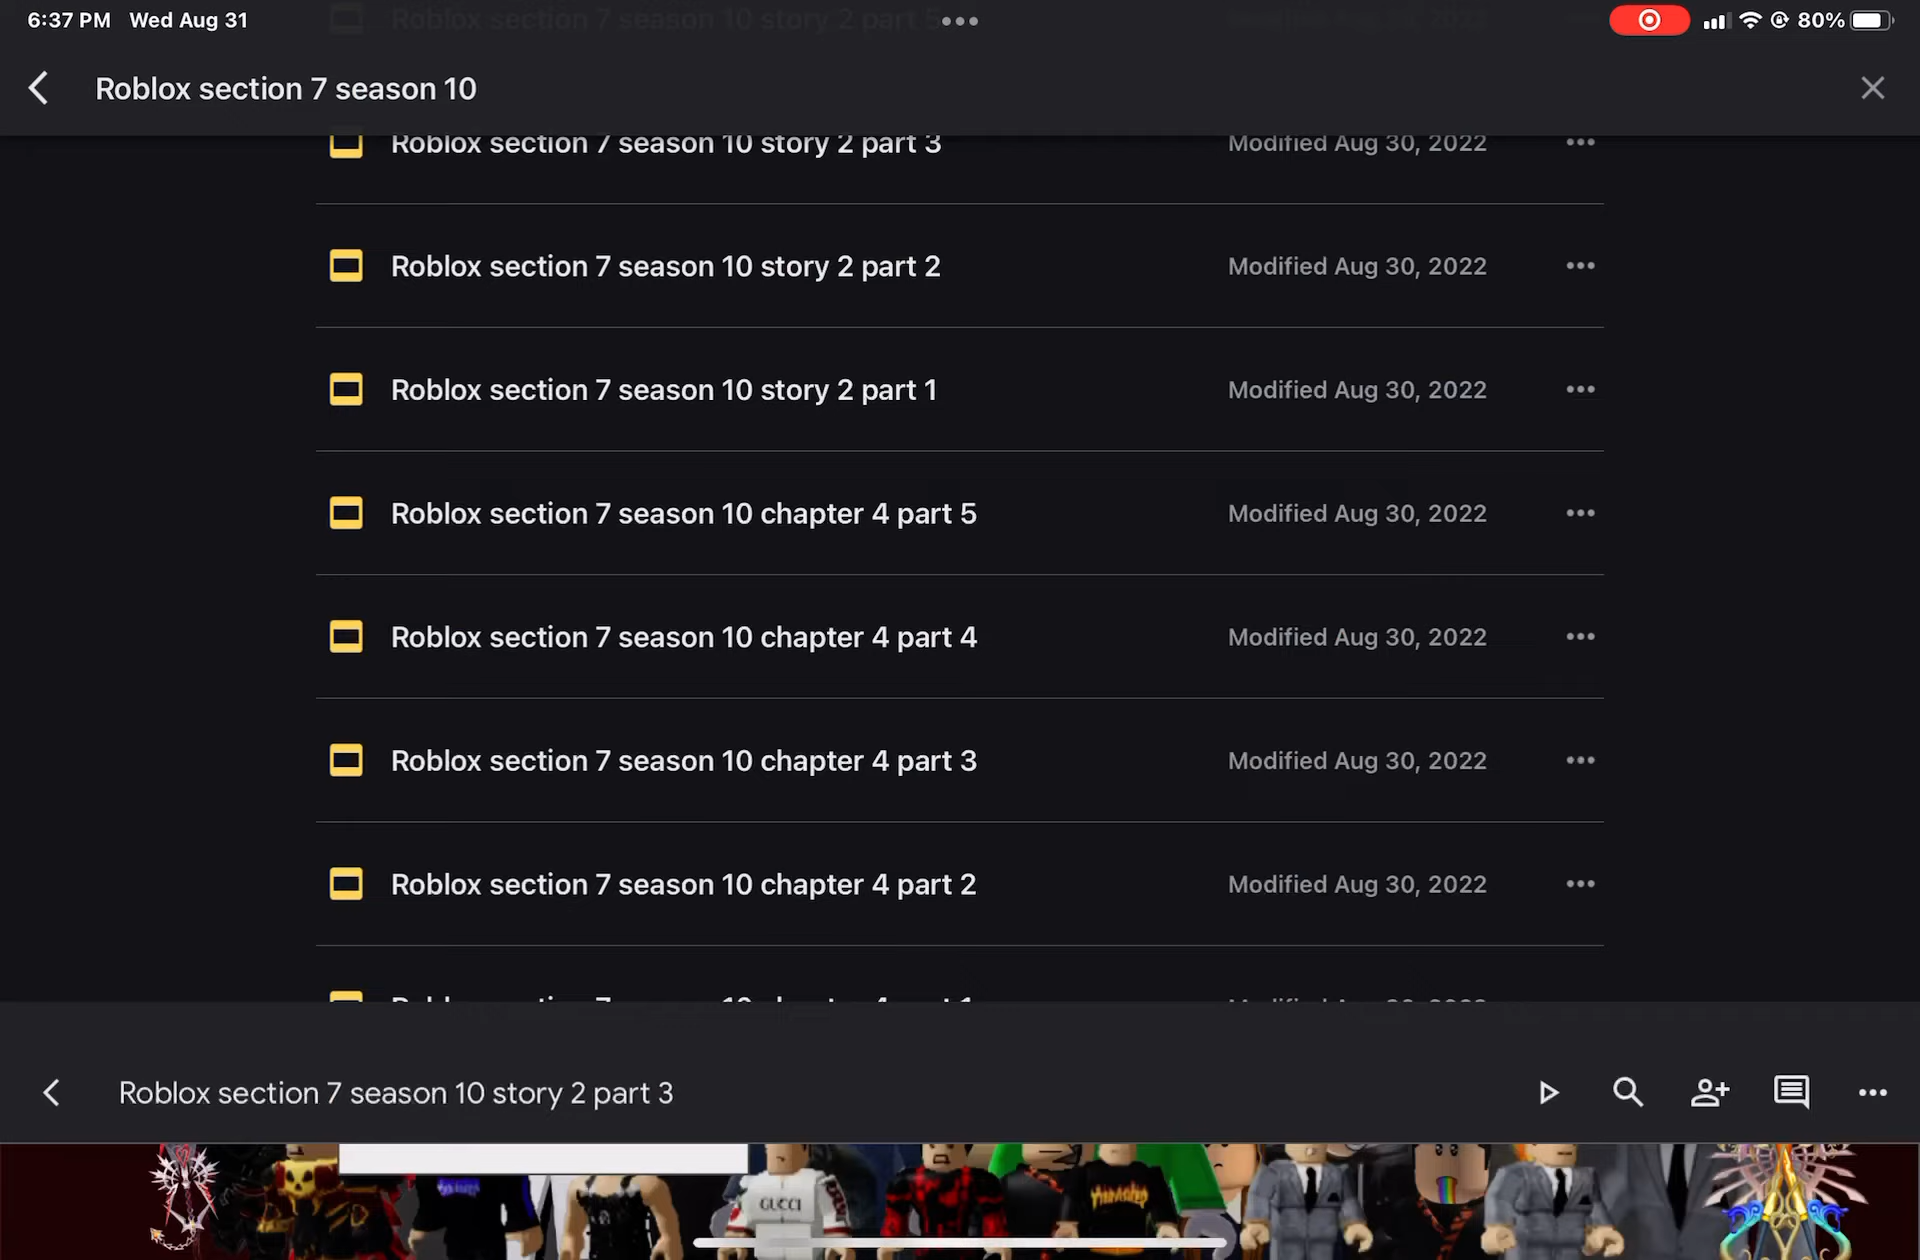 6:37 PM Wed Aug 31
80%
Roblox section 7 season 10
Roblox section 7 season 10 story 2 part 3 Modified Aug 30, 2022
Roblox section 7 season 10 story 2 part 2 Modified Aug 30, 2022
Roblox section 7 season 10 story 2 part 1 Modified Aug 30, 2022
Roblox section 7 season 10 chapter 4 part 5 Modified Aug 30, 2022
Roblox section 7 season 10 chapter 4 part 4 Modified Aug 30, 2022
Roblox section 7 season 10 chapter 4 part 3 Modified Aug 30, 2022
Roblox section 7 season 10 chapter 4 part 2 Modified Aug 30, 2022
Roblox section 7 season 10 story 2 part 3
GUCCI